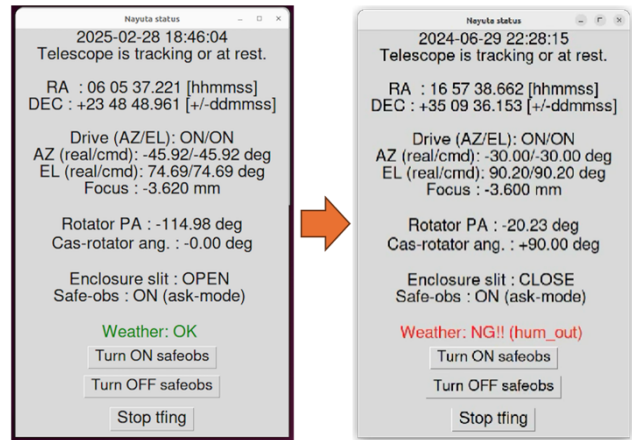 Nayuta status
2025-02-28 18:46:04
Telescope is tracking or at rest.
RA : 06 05 37.221 [hhmmss]
DEC : +23 48 48.961 [+/-ddmmss]
Drive (AZ/EL): ON/ON
AZ (real/cmd): -45.92/-45.92 deg
EL (real/cmd): 74.69/74.69 deg
Focus : -3.620 mm
Rotator PA : -114.98 deg
Cas-rotator ang. : -0.00 deg
Enclosure slit : OPEN
Safe-obs : ON (ask-mode)
Weather: OK
Turn ON safeobs
Turn OFF safeobs
Stop tfing
Nayuta status
2024-06-29 22:28:15
Telescope is tracking or at rest.
RA : 16 57 38.662 [hhmmss]
DEC : +35 09 36.153 [+/-ddmmss]
Drive (AZ/EL): ON/ON
AZ (real/cmd): -30.00/-30.00 deg
EL (real/cmd): 90.20/90.20 deg
Focus : -3.600 mm
Rotator PA : -20.23 deg
Cas-rotator ang. : +90.00 deg
Enclosure slit : CLOSE
Safe-obs : ON (ask-mode)
Weather: NG!! (hum_out)
Turn ON safeobs
Turn OFF safeobs
Stop tfing